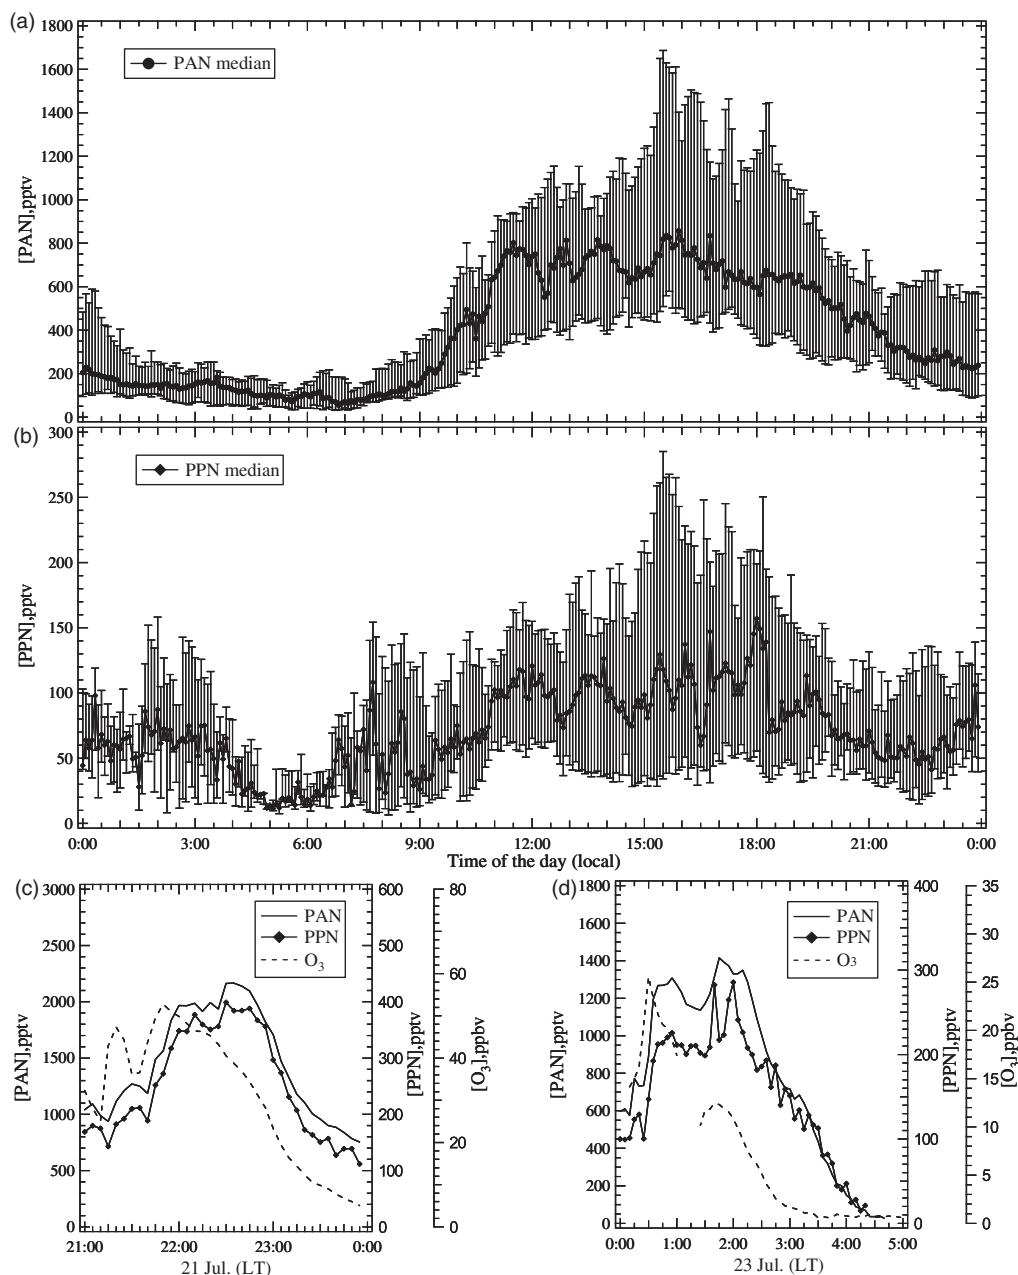 (a)
1800
1600
1400
1200
1000
800
600
400
200
0
[PAN],pptv
PAN median
(b)
300
250
200
150
100
50
0
[PPN],pptv
PPN median
0:00 3:00 6:00 9:00 12:00 15:00 18:00 21:00 0:00
Time of the day (local)
(c)
3000
2500
2000
1500
1000
500
0
[PAN],pptv
PAN
PPN
O3
600
500
400
300
200
100
0
[PPN],pptv
80
60
40
20
0
[O3],ppbv
21:00 22:00 23:00 0:00
21 Jul. (LT)
(d)
1800
1600
1400
1200
1000
800
600
400
200
0
[PAN],pptv
PAN
PPN
O3
400
300
200
100
0
[PPN],pptv
35
30
25
20
15
10
5
0
[O3],ppbv
0:00 1:00 2:00 3:00 4:00 5:00
23 Jul. (LT)